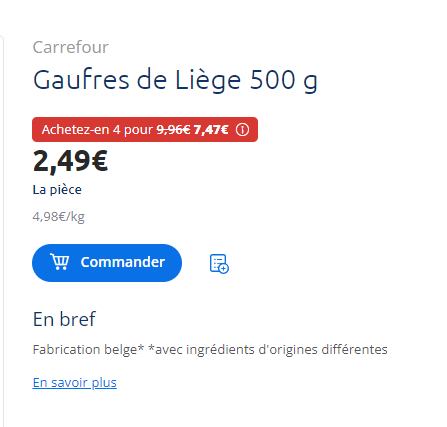 Carrefour
Gaufres de Liège 500 g
Achetez-en 4 pour 9,96€ 7,47€
2,49€
La pièce
4,98€/kg
Commander
En bref
Fabrication belge* *avec ingrédients d'origines différentes
En savoir plus